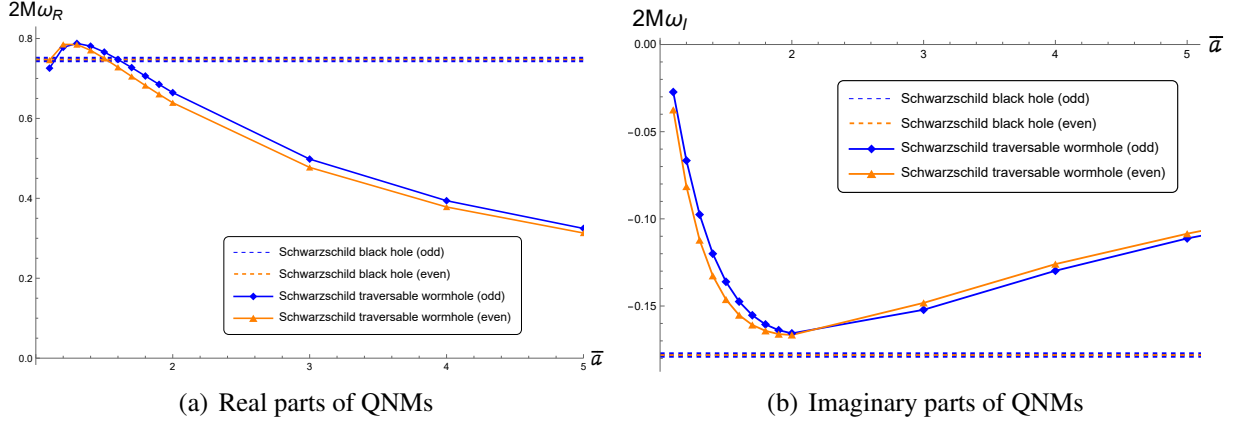 2Mω_R
0.8
0.6
0.4
0.2
0.0
2
3
4
5
a̅
Schwarzschild black hole (odd)
Schwarzschild black hole (even)
Schwarzschild traversable wormhole (odd)
Schwarzschild traversable wormhole (even)
(a) Real parts of QNMs
2Mω_I
0.00
−0.05
−0.10
−0.15
2
3
4
5
a̅
Schwarzschild black hole (odd)
Schwarzschild black hole (even)
Schwarzschild traversable wormhole (odd)
Schwarzschild traversable wormhole (even)
(b) Imaginary parts of QNMs